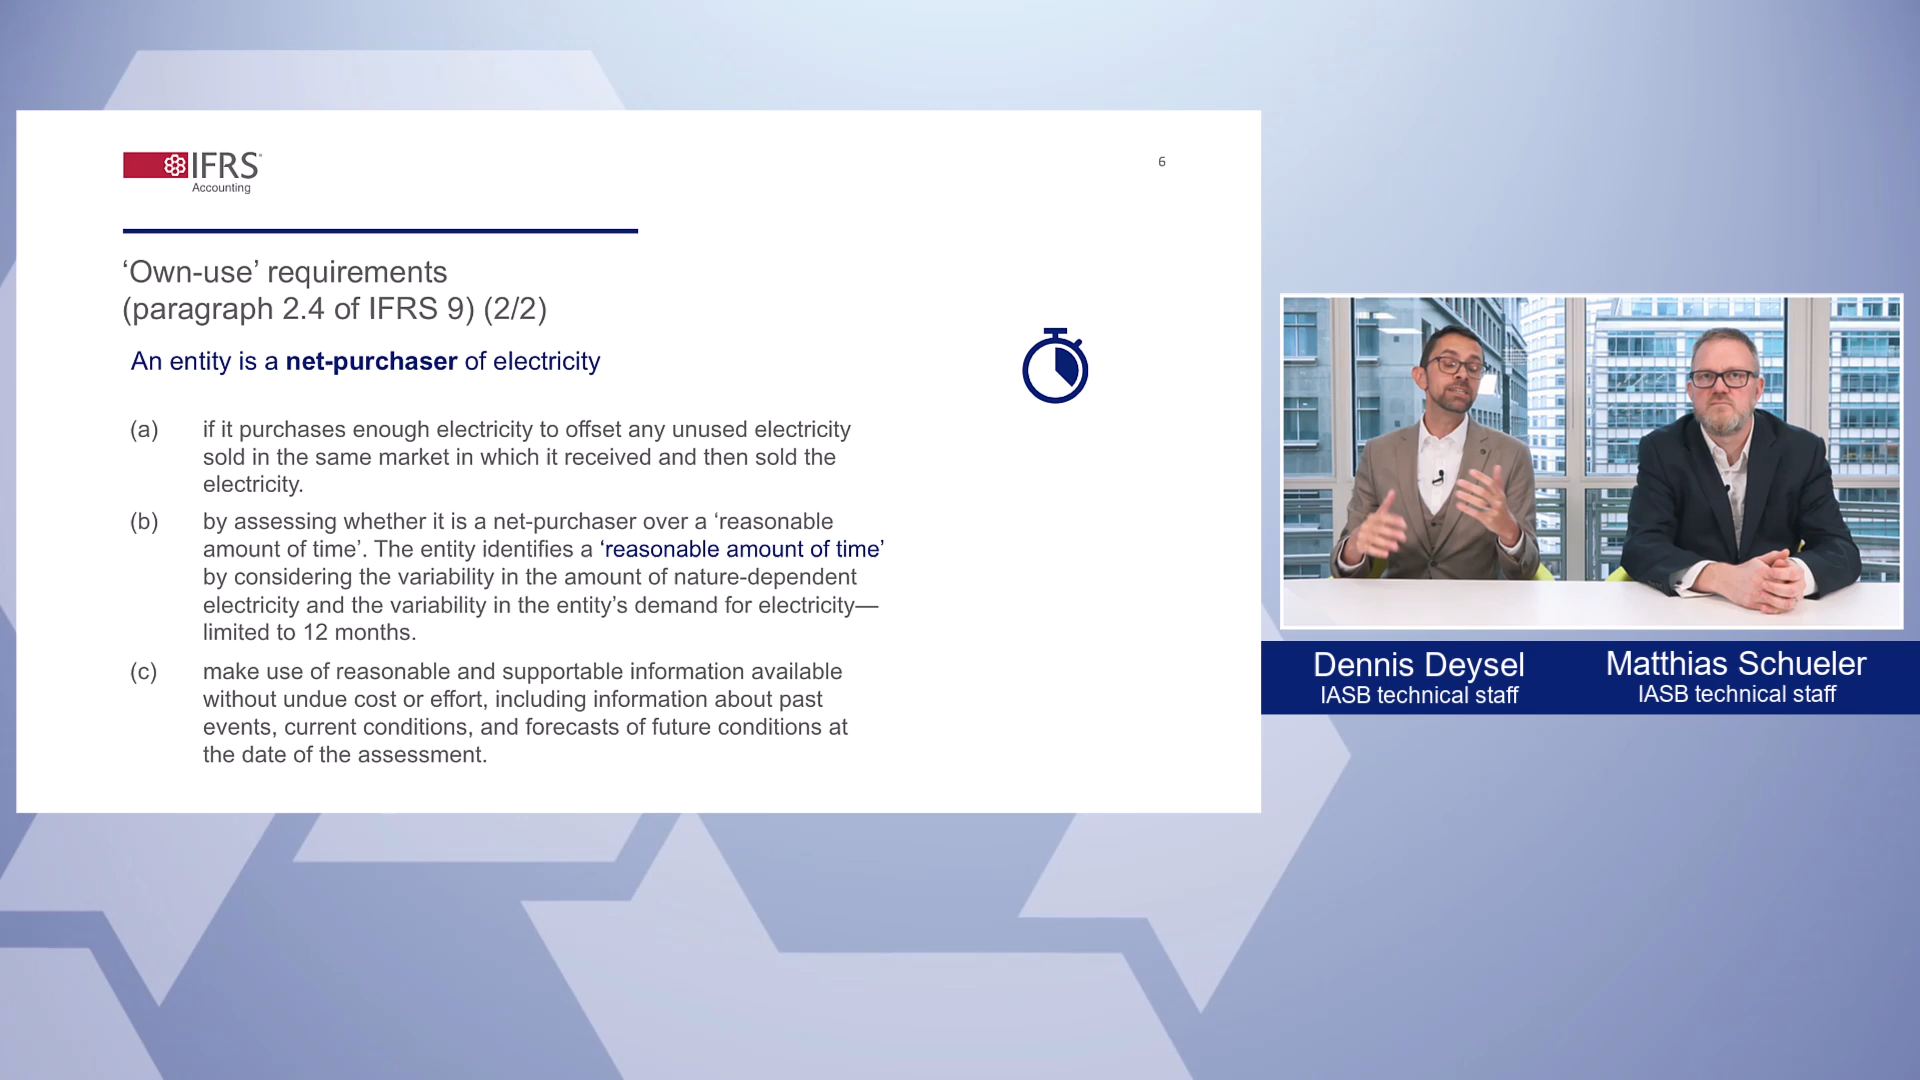 IFRS
Accounting
6
‘Own-use’ requirements
(paragraph 2.4 of IFRS 9) (2/2)
An entity is a net-purchaser of electricity
(a) if it purchases enough electricity to offset any unused electricity
sold in the same market in which it received and then sold the
electricity.
(b) by assessing whether it is a net-purchaser over a ‘reasonable
amount of time’. The entity identifies a ‘reasonable amount of time’
by considering the variability in the amount of nature-dependent
electricity and the variability in the entity’s demand for electricity—
limited to 12 months.
(c) make use of reasonable and supportable information available
without undue cost or effort, including information about past
events, current conditions, and forecasts of future conditions at
the date of the assessment.
Dennis Deysel
IASB technical staff
Matthias Schueler
IASB technical staff